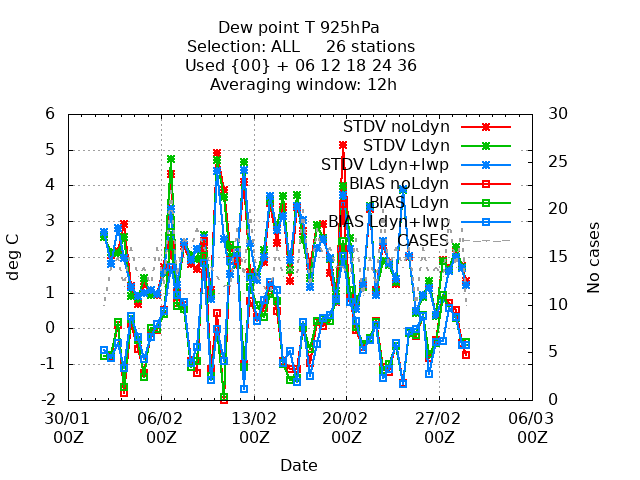 Dew point T 925hPa
Selection: ALL 26 stations
Used {00} + 06 12 18 24 36
Averaging window: 12h
6
5
4
3
2
1
0
-1
-2
deg C
30
25
20
15
10
5
0
No cases
STDV noLdyn
STDV Ldyn
STDV Ldyn+lwp
BIAS noLdyn
BIAS Ldyn
BIAS Ldyn+lwp
CASES
30/01 06/02 13/02 20/02 27/02 06/03
00Z 00Z 00Z 00Z 00Z 00Z
Date